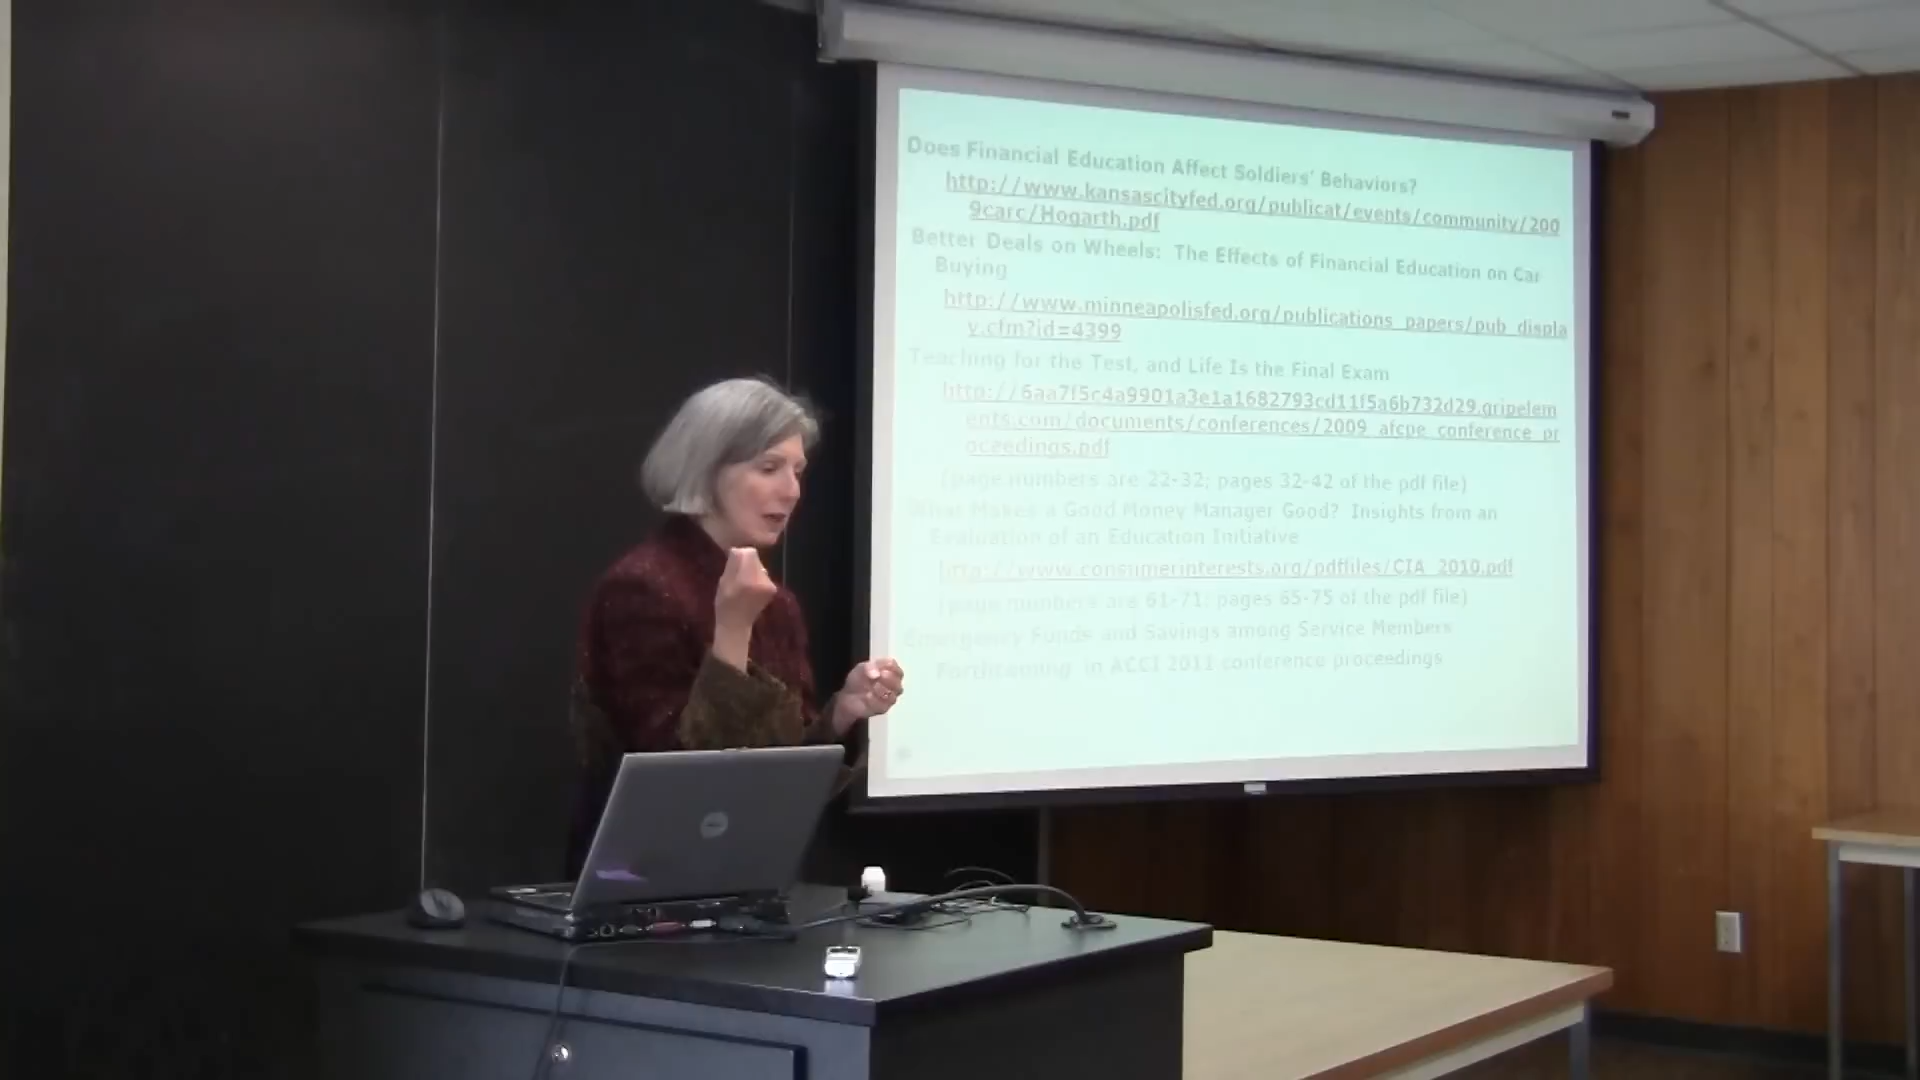 Does Financial Education Affect Soldiers' Behaviors?
http://www.kansascityfed.org/publicat/events/community/200
9carc/Hogarth.pdf
Better Deals on Wheels: The Effects of Financial Education on Car
Buying
http://www.minneapolisfed.org/publications_papers/pub_displa
y.cfm?id=4399
Teaching for the Test, and Life Is the Final Exam
http://6aa7f5c4a9901a3e1a1682793cd11f5a6b732d29.gripelem
ents.com/documents/conferences/2009_afcpe_conference_pr
oceedings.pdf
(page numbers are 22-32; pages 32-42 of the pdf file)
What Makes a Good Money Manager Good? Insights from an
Evaluation of an Education Initiative
http://www.consumerinterests.org/pdffiles/CIA_2010.pdf
(page numbers are 61-71; pages 65-75 of the pdf file)
Emergency Funds and Savings among Service Members
Forthcoming in ACCI 2011 conference proceedings